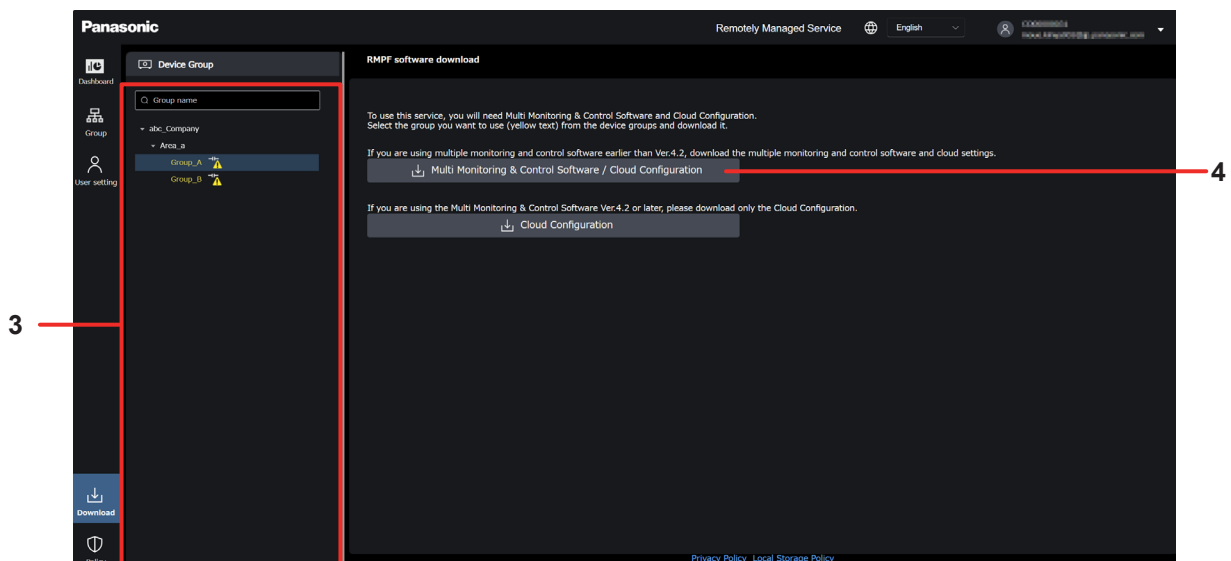 Panasonic
Remotely Managed Service
English
Dashboard
Group
User setting
Download
Policy
Device Group
Group name
abc_Company
Area_a
Group_A
Group_B
RMPF software download
To use this service, you will need Multi Monitoring & Control Software and Cloud Configuration.
Select the group you want to use (yellow text) from the device groups and download it.
If you are using multiple monitoring and control software earlier than Ver.4.2, download the multiple monitoring and control software and cloud settings.
Multi Monitoring & Control Software / Cloud Configuration
If you are using the Multi Monitoring & Control Software Ver.4.2 or later, please download only the Cloud Configuration.
Cloud Configuration
Privacy Policy Local Storage Policy
3
4